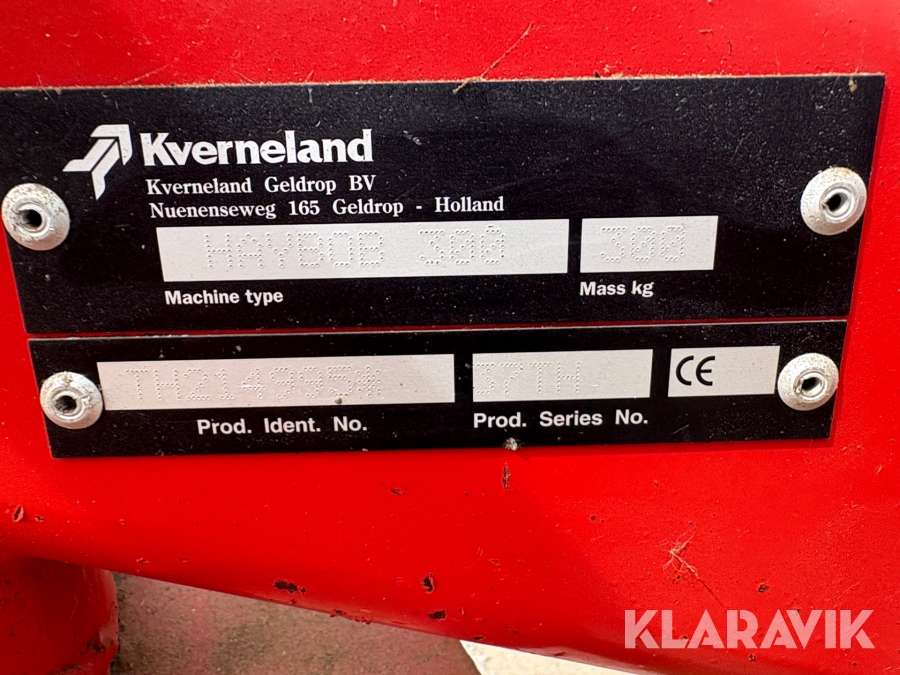 Kverneland
Kverneland Geldrop BV
Nuenenseweg 165 Geldrop - Holland
HAYBOB 300 300
Machine type Mass kg
37TH CE
Prod. Ident. No. Prod. Series No.
KLARAVIK